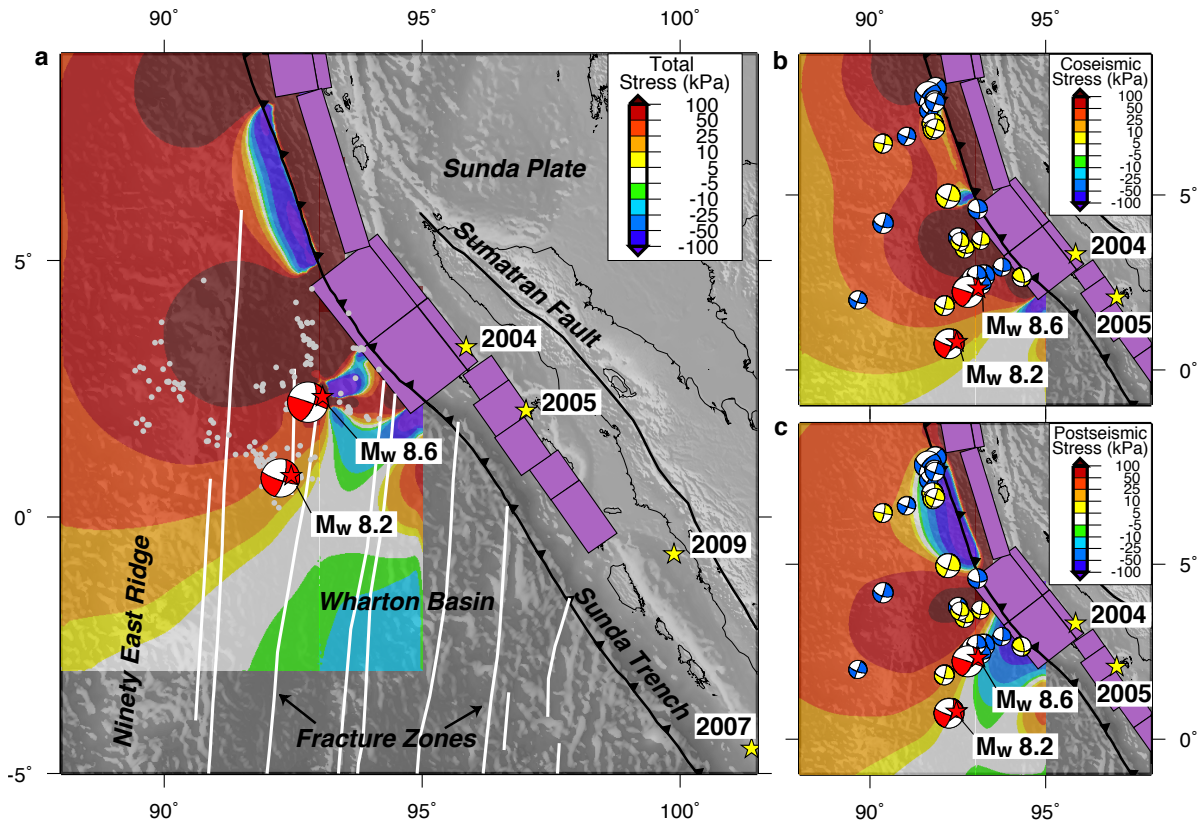 90° 95° 100°
a
Total
Stress (kPa)
100
50
25
10
5
-5
-10
-25
-50
-100
Sunda Plate
Sumatran Fault
5°
2004
2005
Mw 8.6
0°
Mw 8.2
2009
Ninety East Ridge
Wharton Basin
Sunda Trench
Fracture Zones
2007
-5°
90° 95° 100°
90° 95°
b
Coseismic
Stress (kPa)
100
50
25
10
5
-5
-10
-25
-50
-100
5°
2004
2005
Mw 8.6
Mw 8.2
0°
c
Postseismic
Stress (kPa)
100
50
25
10
5
-5
-10
-25
-50
-100
5°
2004
2005
Mw 8.6
Mw 8.2
0°
90° 95°